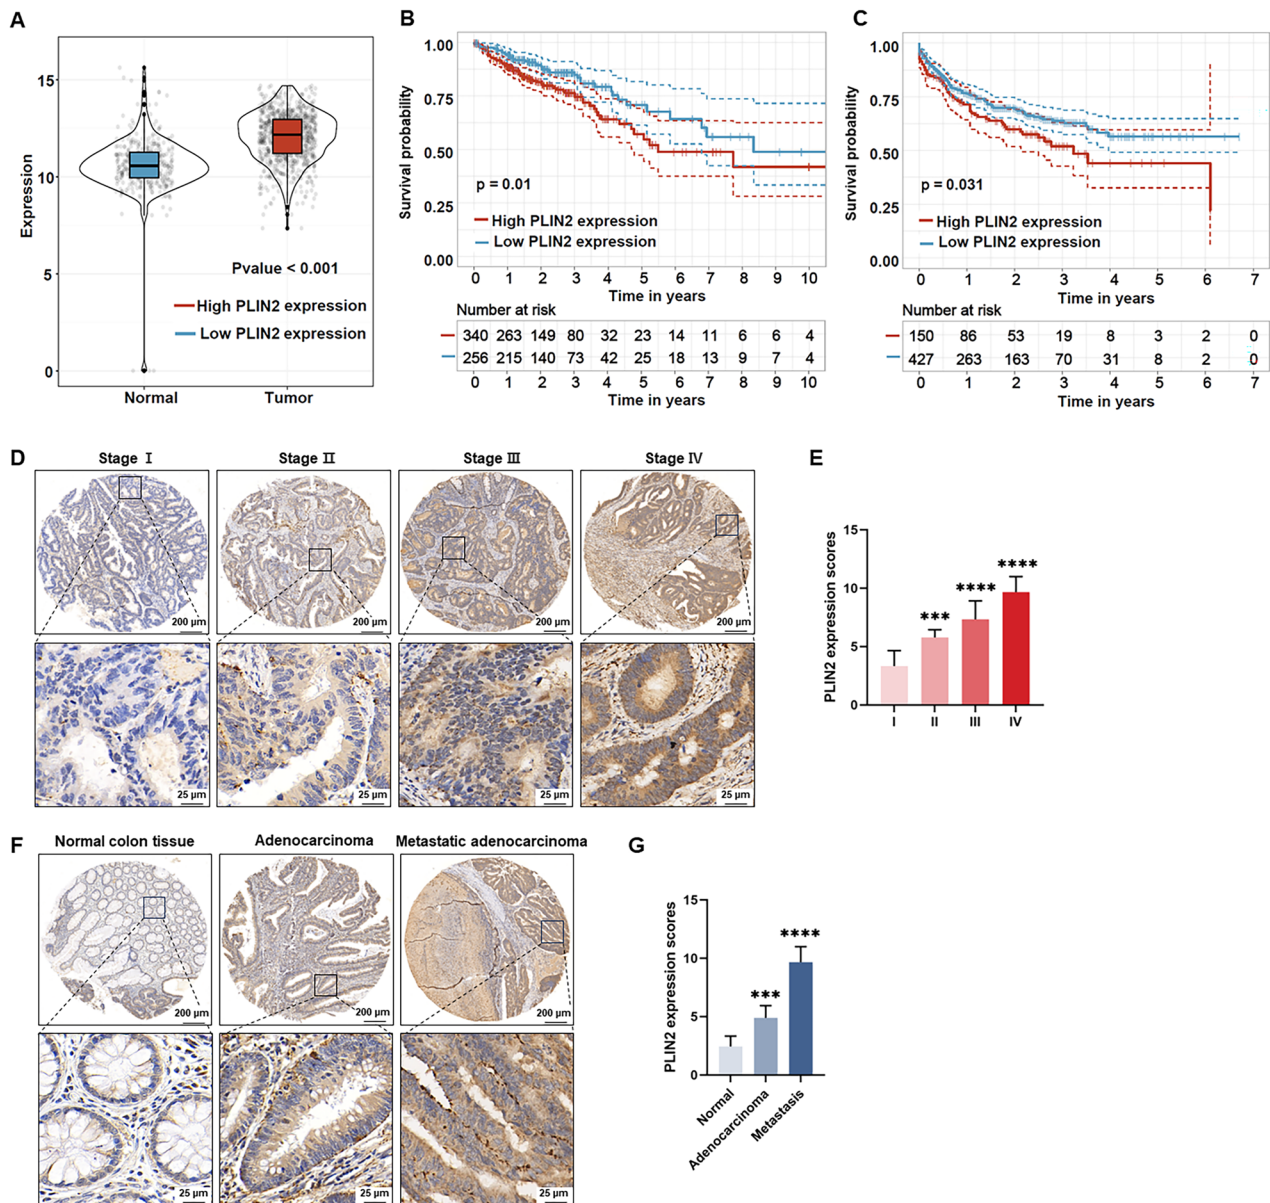 A
15
10
5
0
Expression
Pvalue < 0.001
High PLIN2 expression
Low PLIN2 expression
Normal Tumor
B
1.00
0.75
0.50
0.25
0.00
Survival probability
p = 0.01
High PLIN2 expression
Low PLIN2 expression
0 1 2 3 4 5 6 7 8 9 10
Time in years
Number at risk
340 263 149 80 32 23 14 11 6 6 4
256 215 140 73 42 25 18 13 9 7 4
0 1 2 3 4 5 6 7 8 9 10
Time in years
C
1.00
0.75
0.50
0.25
0.00
Survival probability
p = 0.031
High PLIN2 expression
Low PLIN2 expression
0 1 2 3 4 5 6 7
Time in years
Number at risk
150 86 53 19 8 3 2 0
427 263 163 70 31 8 2 0
0 1 2 3 4 5 6 7
Time in years
D
Stage Ⅰ Stage Ⅱ Stage Ⅲ Stage Ⅳ
200 µm 200 µm 200 µm 200 µm
25 µm 25 µm 25 µm 25 µm
E
15
10
5
0
PLIN2 expression scores
*** **** ****
I II III IV
F
Normal colon tissue Adenocarcinoma Metastatic adenocarcinoma
200 µm 200 µm 200 µm
25 µm 25 µm 25 µm
G
15
10
5
0
PLIN2 expression scores
*** ****
Normal
Adenocarcinoma
Metastasis